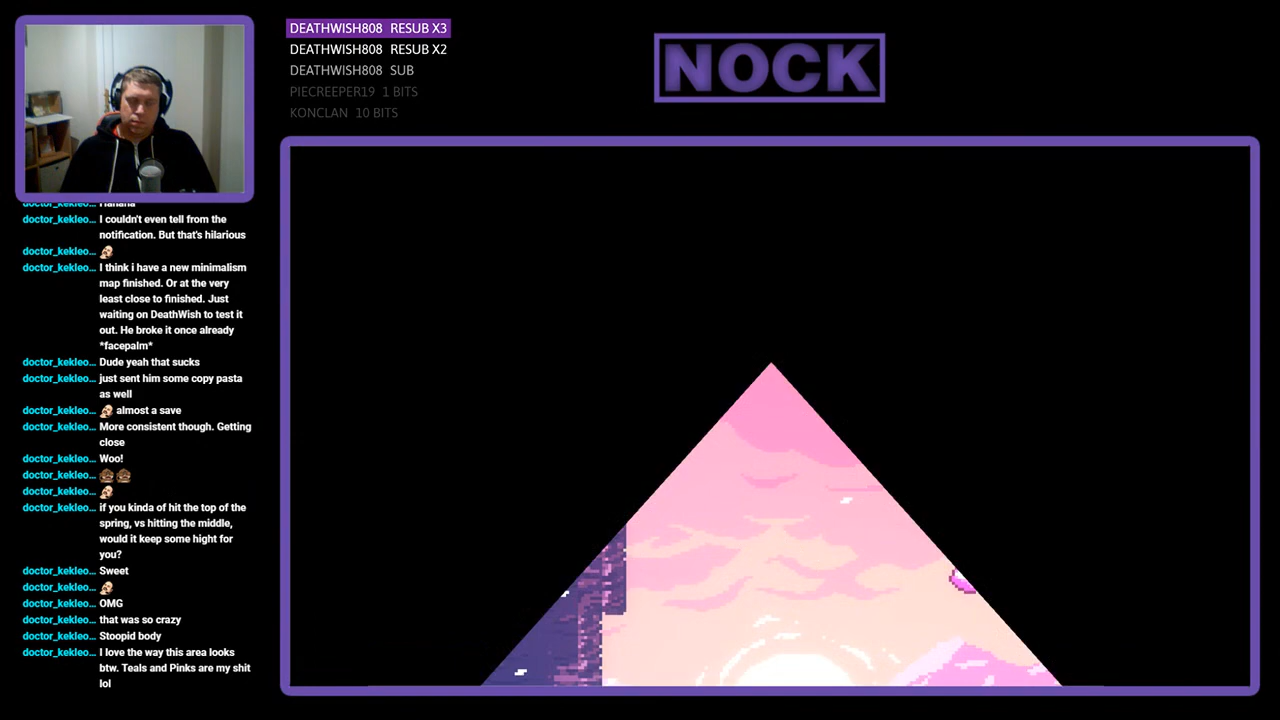 DEATHWISH808 RESUB X3
DEATHWISH808 RESUB X2
DEATHWISH808 SUB
PIECREEPER19 1 BITS
KONCLAN 10 BITS
NOCK
doctor_kekleo... Hahaha
doctor_kekleo... I couldn't even tell from the
notification. But that's hilarious
doctor_kekleo...
doctor_kekleo... I think i have a new minimalism
map finished. Or at the very
least close to finished. Just
waiting on DeathWish to test it
out. He broke it once already
*facepalm*
doctor_kekleo... Dude yeah that sucks
doctor_kekleo... just sent him some copy pasta
as well
doctor_kekleo... almost a save
doctor_kekleo... More consistent though. Getting
close
doctor_kekleo... Woo!
doctor_kekleo...
doctor_kekleo...
doctor_kekleo... if you kinda of hit the top of the
spring, vs hitting the middle,
would it keep some hight for
you?
doctor_kekleo... Sweet
doctor_kekleo...
doctor_kekleo... OMG
doctor_kekleo... that was so crazy
doctor_kekleo... Stoopid body
doctor_kekleo... I love the way this area looks
btw. Teals and Pinks are my shit
lol